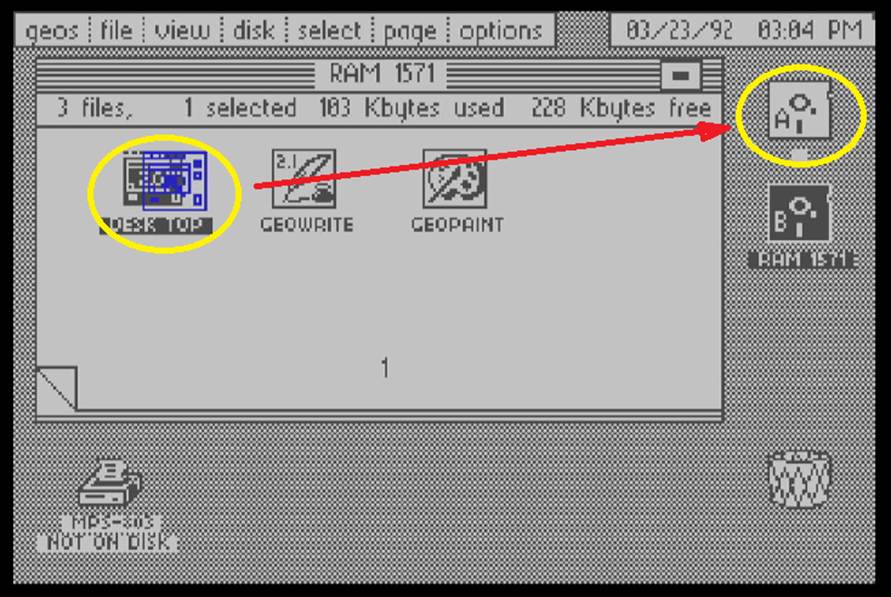 geos file view disk select page options 03/23/92 03:04 PM
RAM 1571
3 files, 1 selected 103 Kbytes used 228 Kbytes free
A
2.1
DESK TOP GEOWRITE GEOPAINT
B
RAM 1571
1
MPS-803
NOT ON DISK